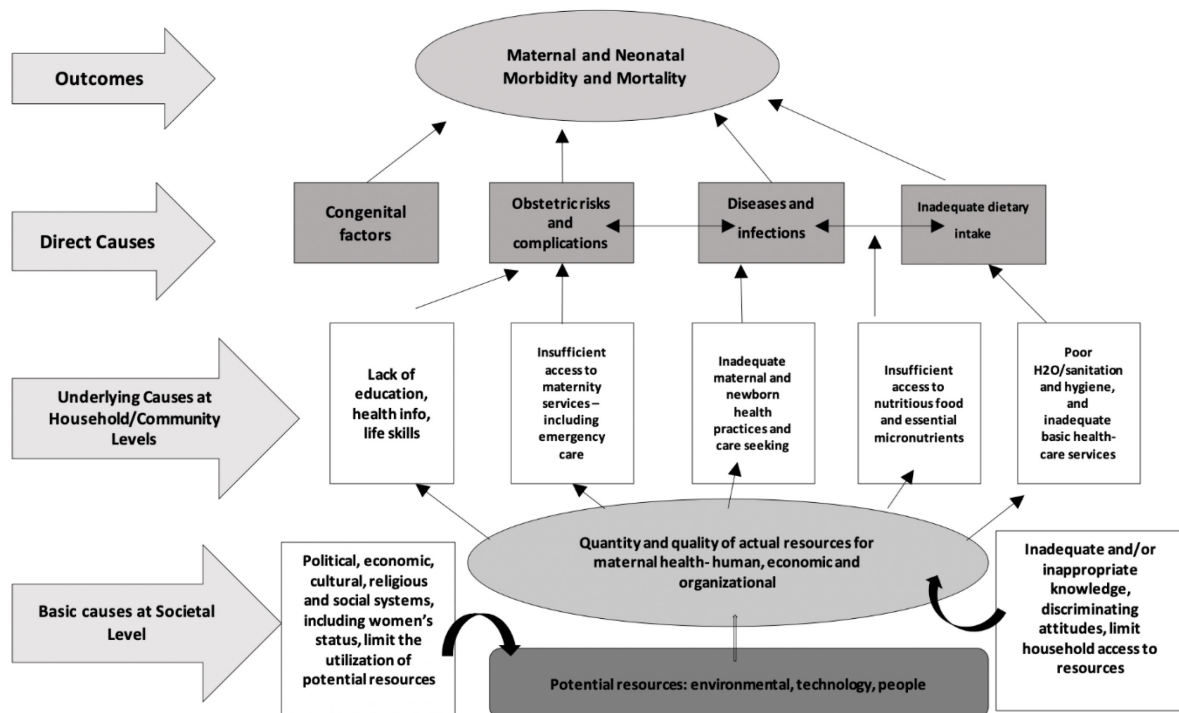 Maternal and Neonatal
Morbidity and Mortality
Outcomes
Direct Causes
Congenital
factors
Obstetric risks
and
complications
Diseases and
infections
Inadequate dietary
intake
Underlying Causes at
Household/Community
Levels
Lack of
education,
health info,
life skills
Insufficient
access to
maternity
services –
including
emergency
care
Inadequate
maternal and
newborn
health
practices and
care seeking
Insufficient
access to
nutritious food
and essential
micronutrients
Poor
H2O/sanitation
and hygiene,
and
inadequate
basic health-
care services
Basic causes at Societal
Level
Political, economic,
cultural, religious
and social systems,
including women's
status, limit the
utilization of
potential resources
Quantity and quality of actual resources for
maternal health- human, economic and
organizational
Potential resources: environmental, technology, people
Inadequate and/or
inappropriate
knowledge,
discriminating
attitudes, limit
household access to
resources